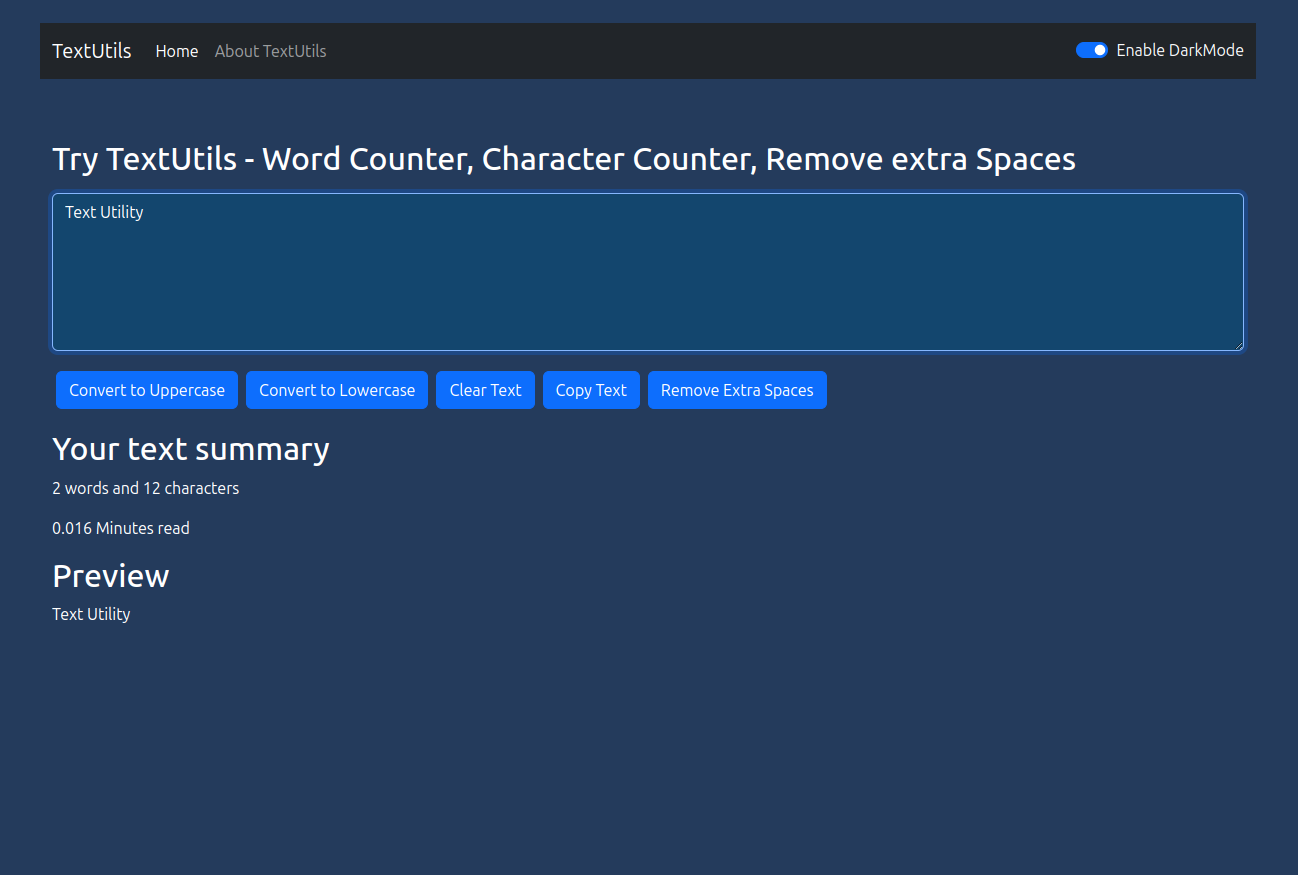 TextUtils Home About TextUtils Enable DarkMode
Try TextUtils - Word Counter, Character Counter, Remove extra Spaces
Text Utility
Convert to Uppercase Convert to Lowercase Clear Text Copy Text Remove Extra Spaces
Your text summary
2 words and 12 characters
0.016 Minutes read
Preview
Text Utility